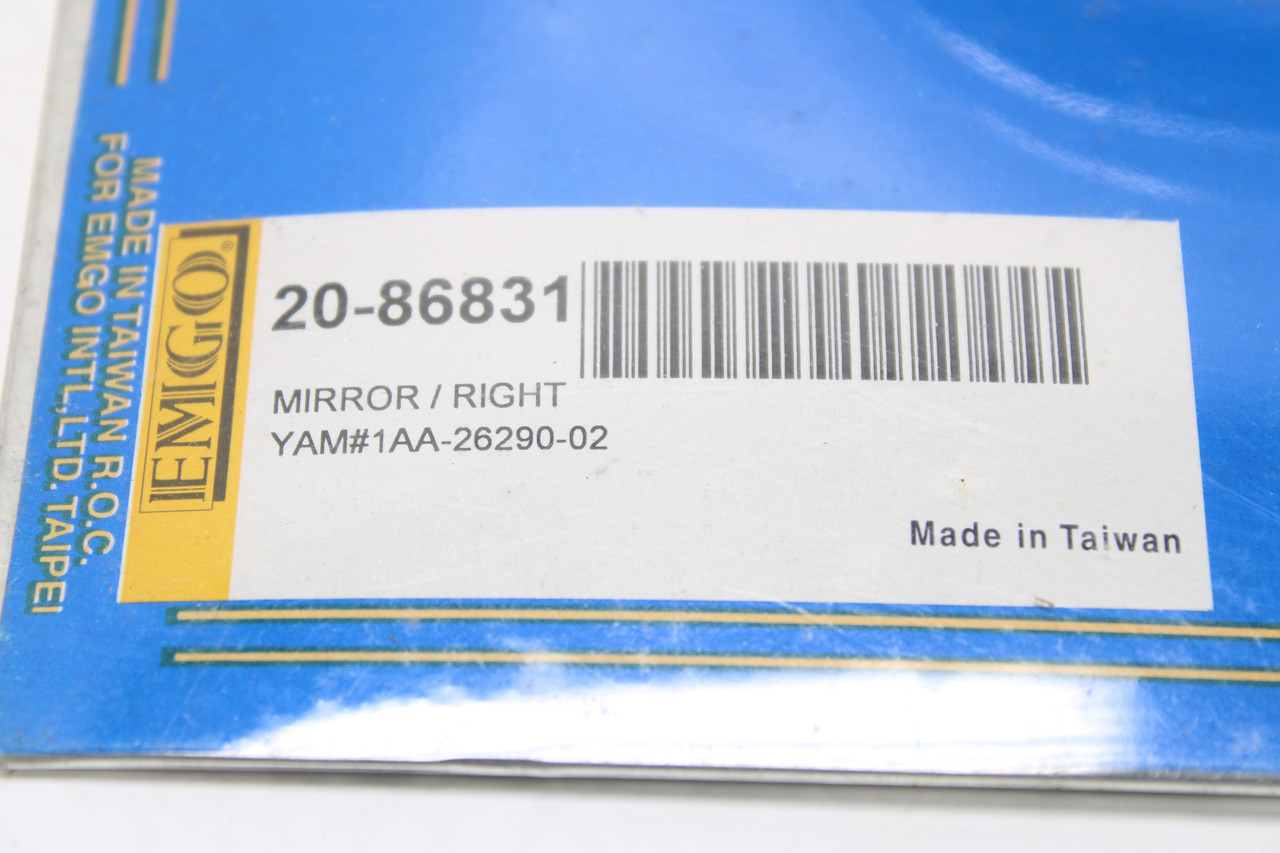 MADE IN TAIWAN R.O.C.
FOR EMGO INTL,LTD. TAIPEI
EMGO®
20-86831
MIRROR / RIGHT
YAM#1AA-26290-02
Made in Taiwan